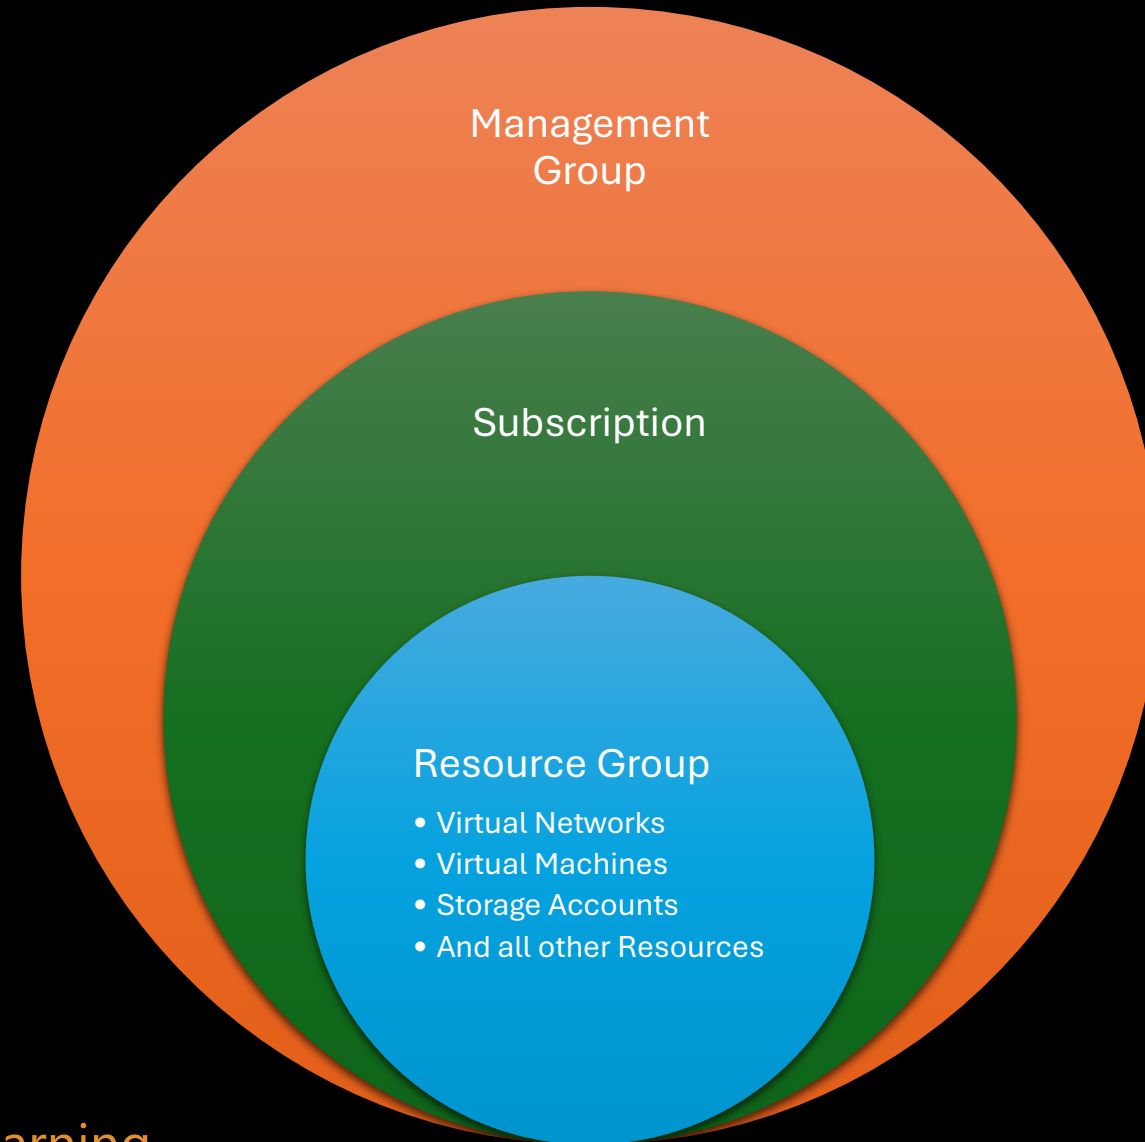 Management
Group
Subscription
Resource Group
• Virtual Networks
• Virtual Machines
• Storage Accounts
• And all other Resources